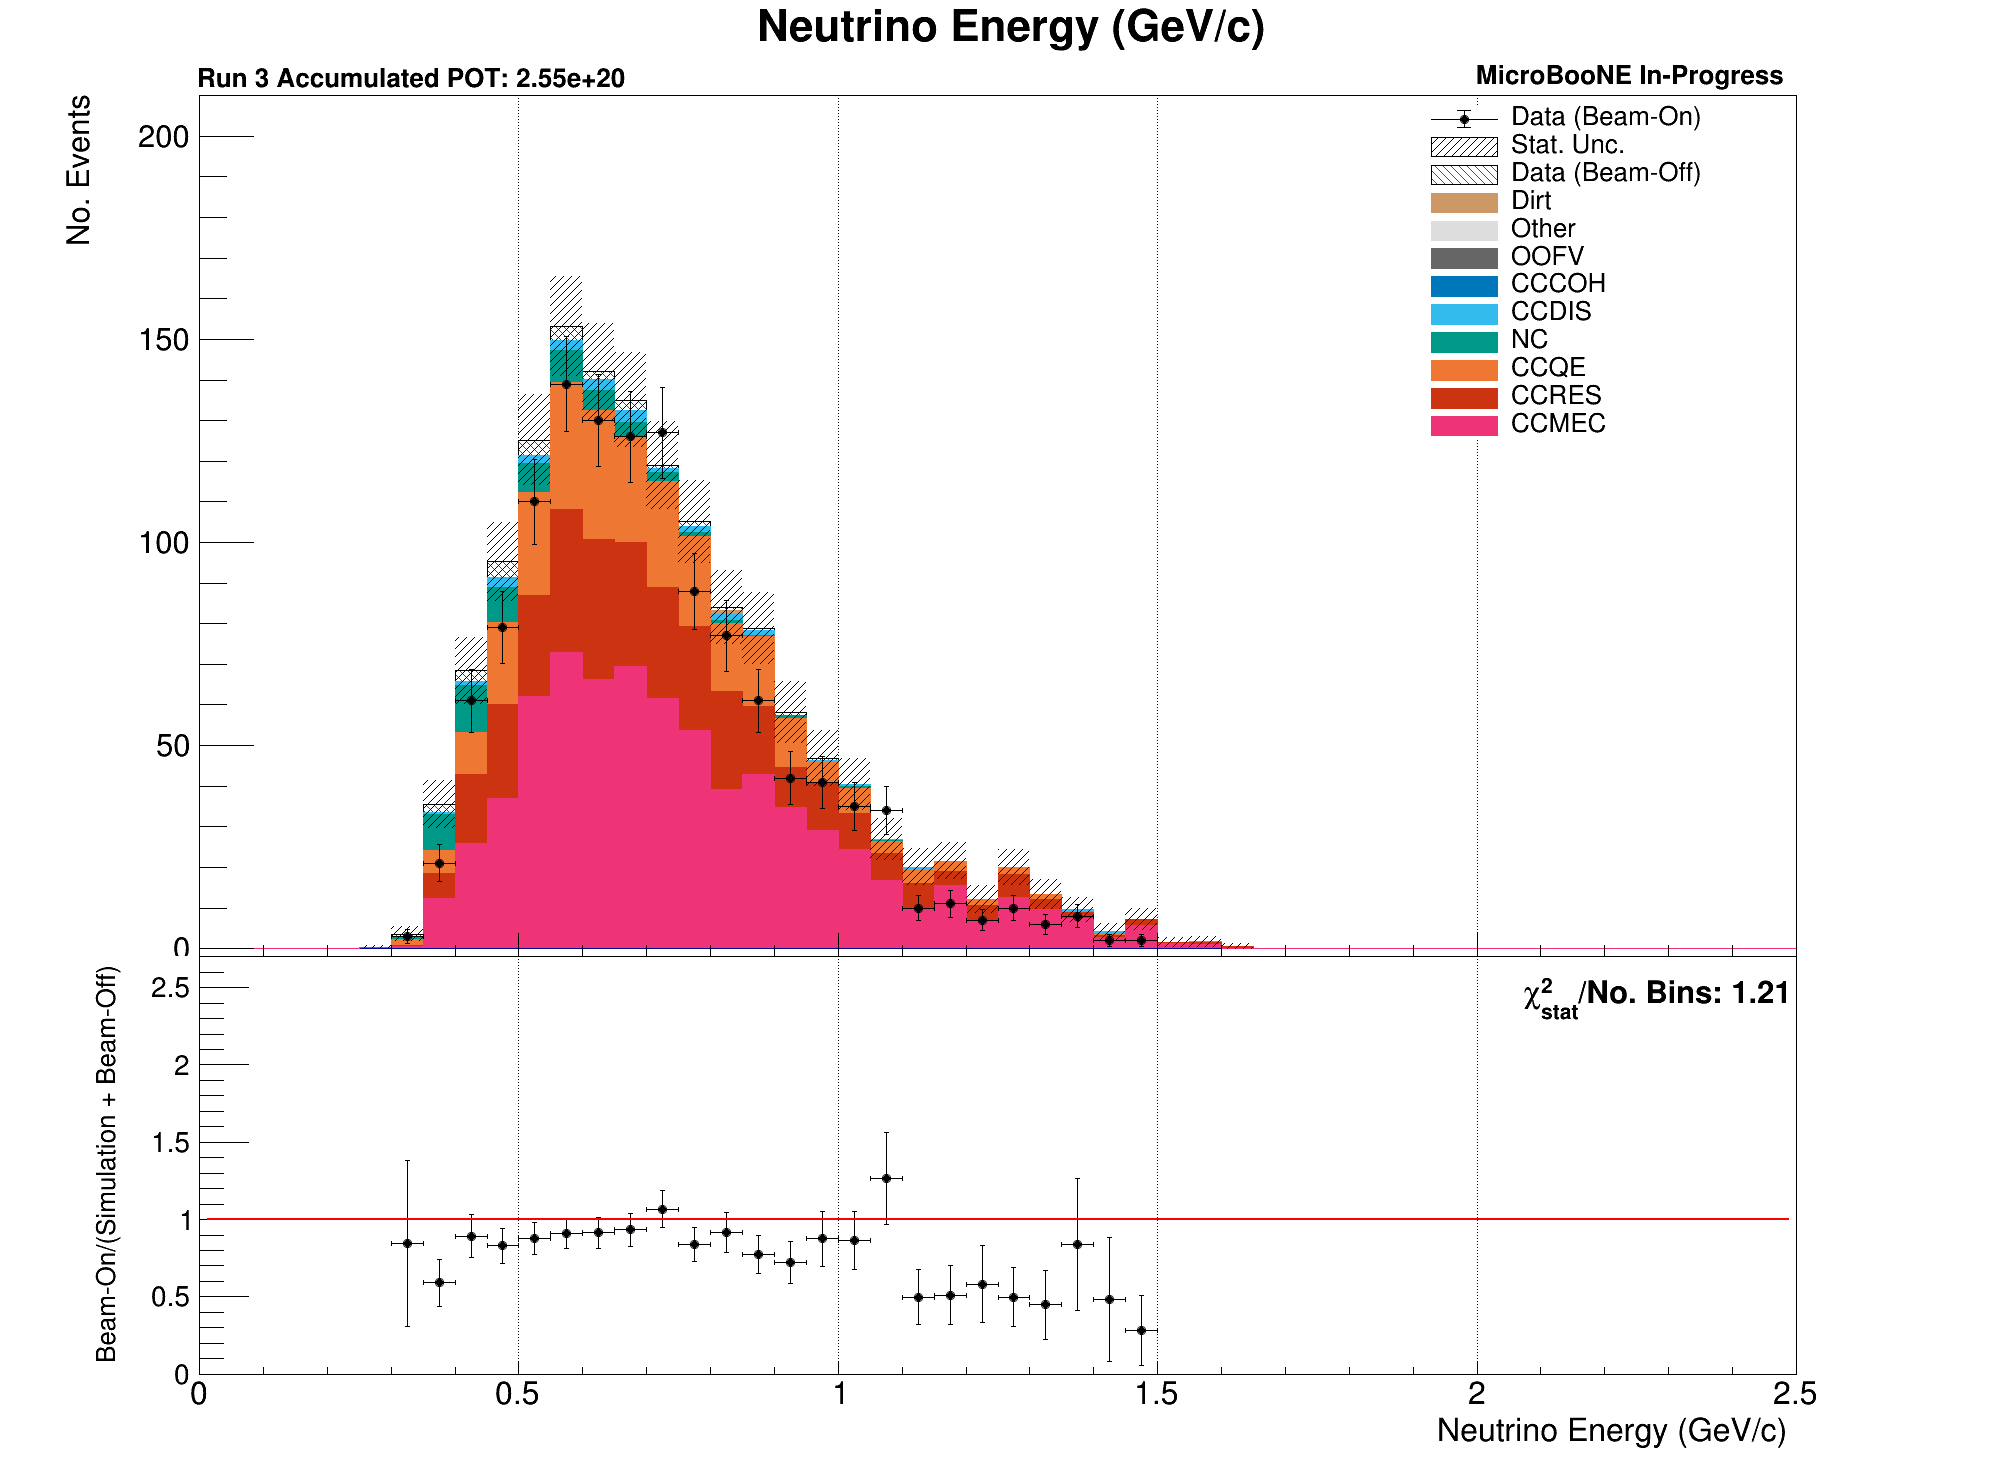 Neutrino Energy (GeV/c)
Run 3 Accumulated POT: 2.55e+20
MicroBooNE In-Progress
No. Events
200
150
100
50
0
Data (Beam-On)
Stat. Unc.
Data (Beam-Off)
Dirt
Other
OOFV
CCCOH
CCDIS
NC
CCQE
CCRES
CCMEC
Beam-On/(Simulation + Beam-Off)
2.5
2
1.5
1
0.5
0
χ²stat/No. Bins: 1.21
0 0.5 1 1.5 2 2.5
Neutrino Energy (GeV/c)